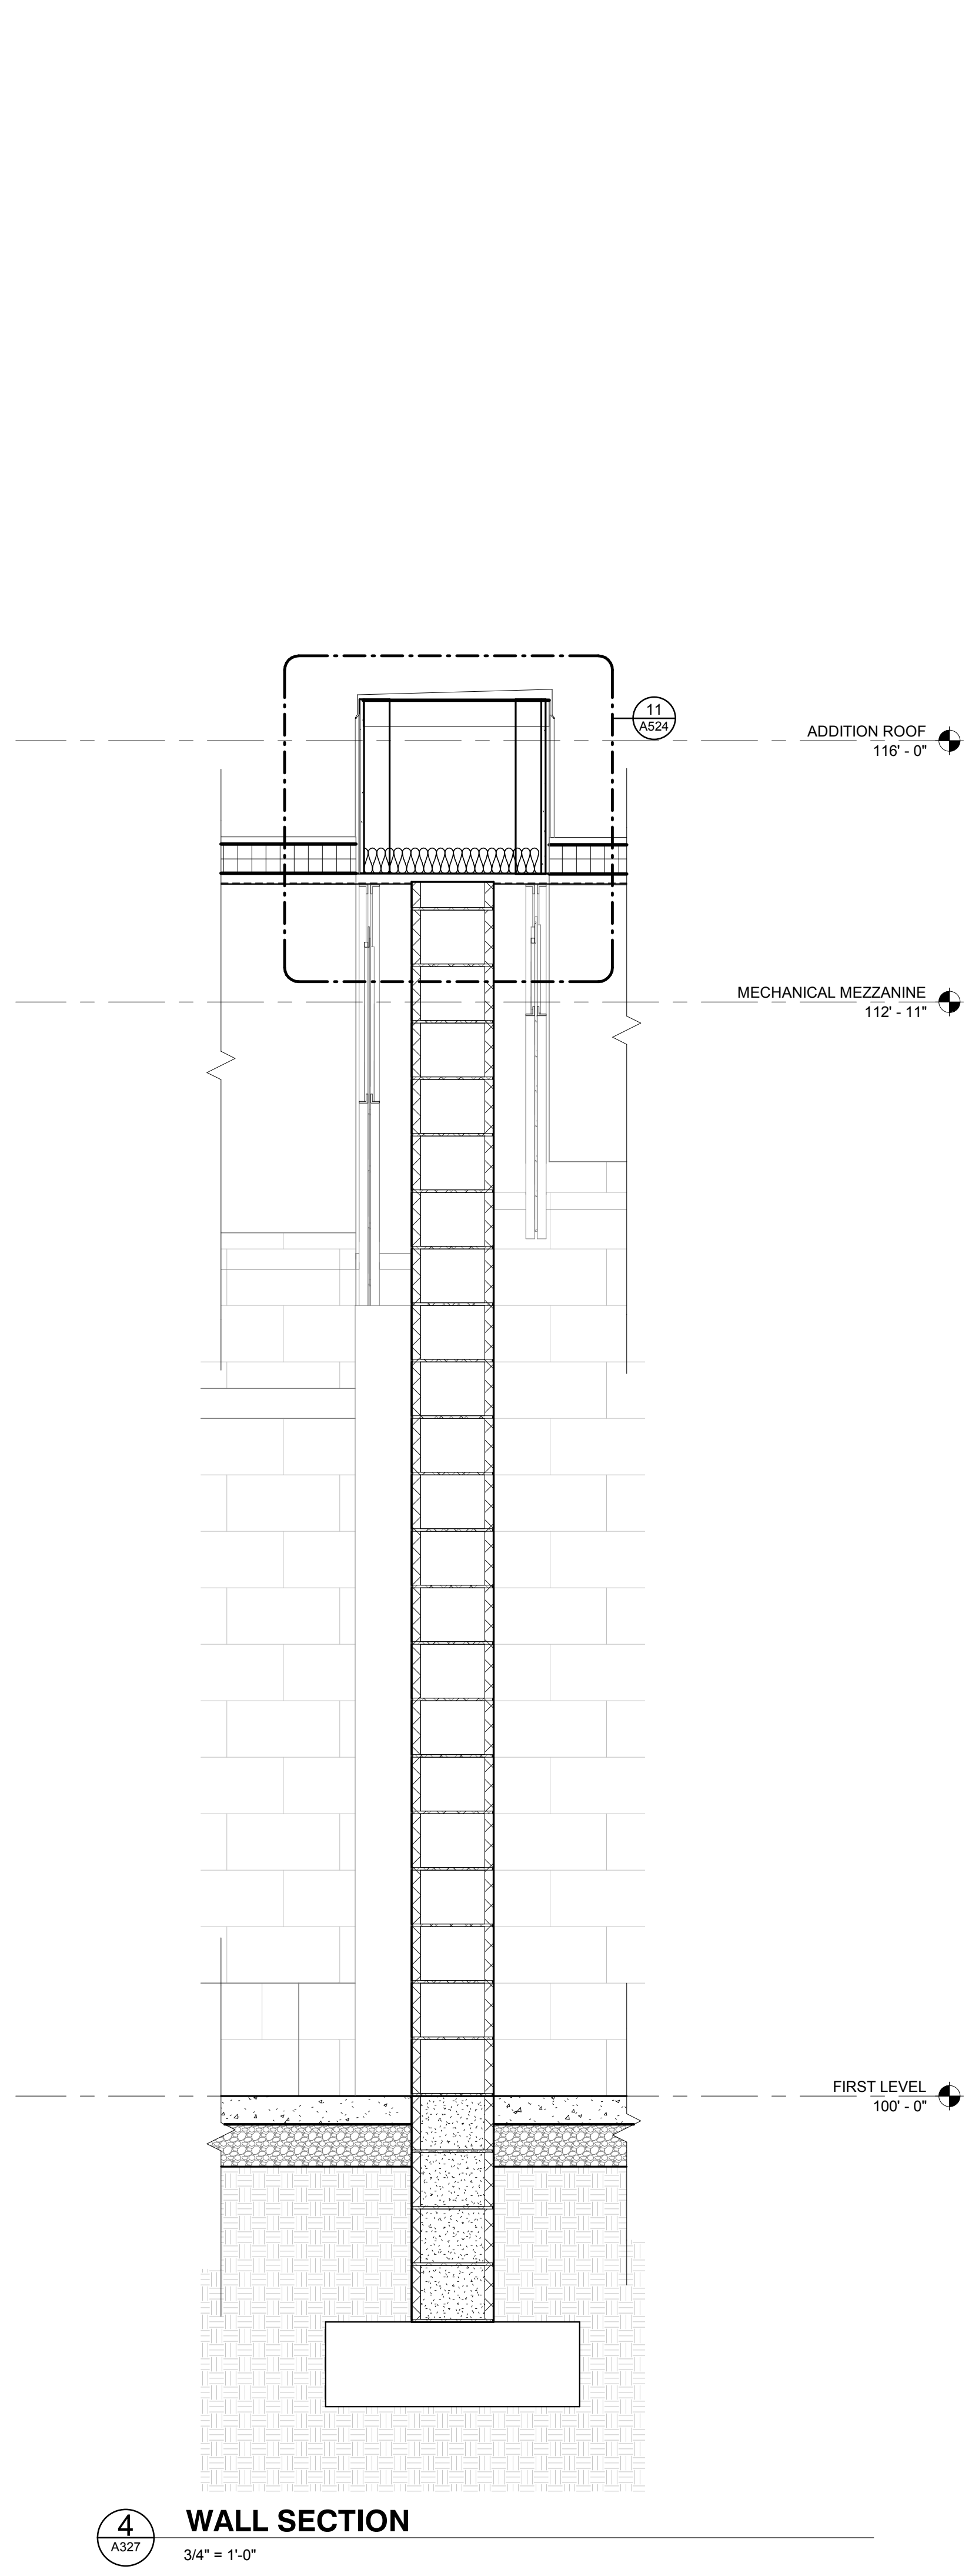 11
A524
ADDITION ROOF
116' - 0"
MECHANICAL MEZZANINE
112' - 11"
FIRST LEVEL
100' - 0"
4
A327
WALL SECTION
3/4" = 1'-0"